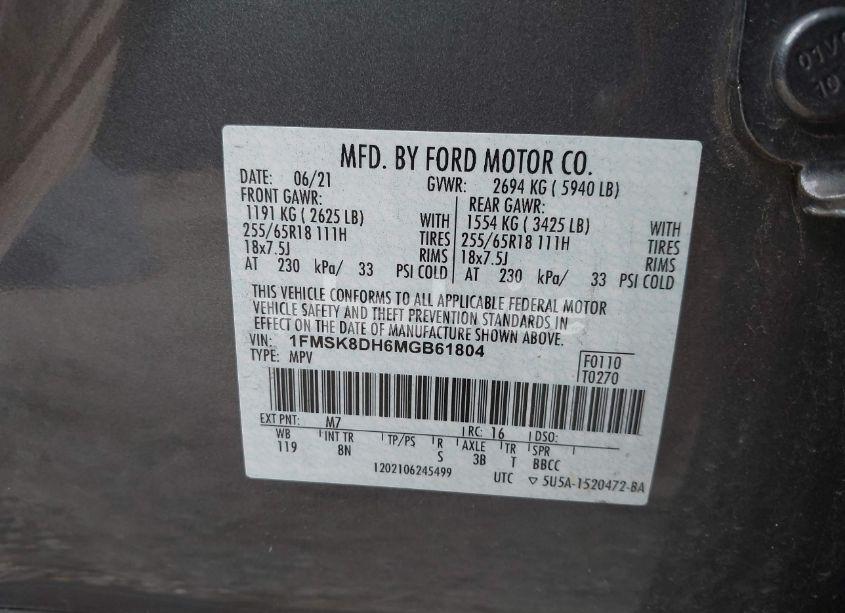 MFD. BY FORD MOTOR CO.
DATE: 06/21 GVWR: 2694 KG ( 5940 LB)
FRONT GAWR: REAR GAWR:
1191 KG ( 2625 LB) WITH 1554 KG ( 3425 LB) WITH
255/65R18 111H TIRES 255/65R18 111H TIRES
18x7.5J RIMS 18x7.5J RIMS
AT 230 kPa/ 33 PSI COLD AT 230 kPa/ 33 PSI COLD
THIS VEHICLE CONFORMS TO ALL APPLICABLE FEDERAL MOTOR
VEHICLE SAFETY AND THEFT PREVENTION STANDARDS IN
EFFECT ON THE DATE OF MANUFACTURE SHOWN ABOVE.
VIN: 1FMSK8DH6MGB61804
TYPE: MPV
F0110
T0270
EXT PNT: M7 RC: 16 DSO:
WB INT TR TP/PS R AXLE TR SPR
119 8N S 3B T BBCC
1202106245499 UTC ▽ 5U5A-1520472-BA